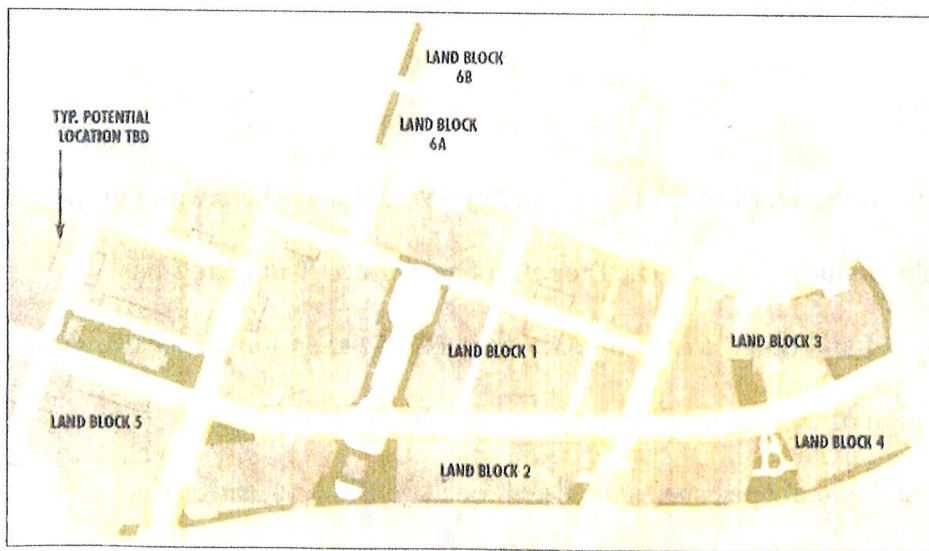 LAND BLOCK
6B
LAND BLOCK
6A
TYP. POTENTIAL
LOCATION TBD
LAND BLOCK 1
LAND BLOCK 3
LAND BLOCK 5
LAND BLOCK 4
LAND BLOCK 2